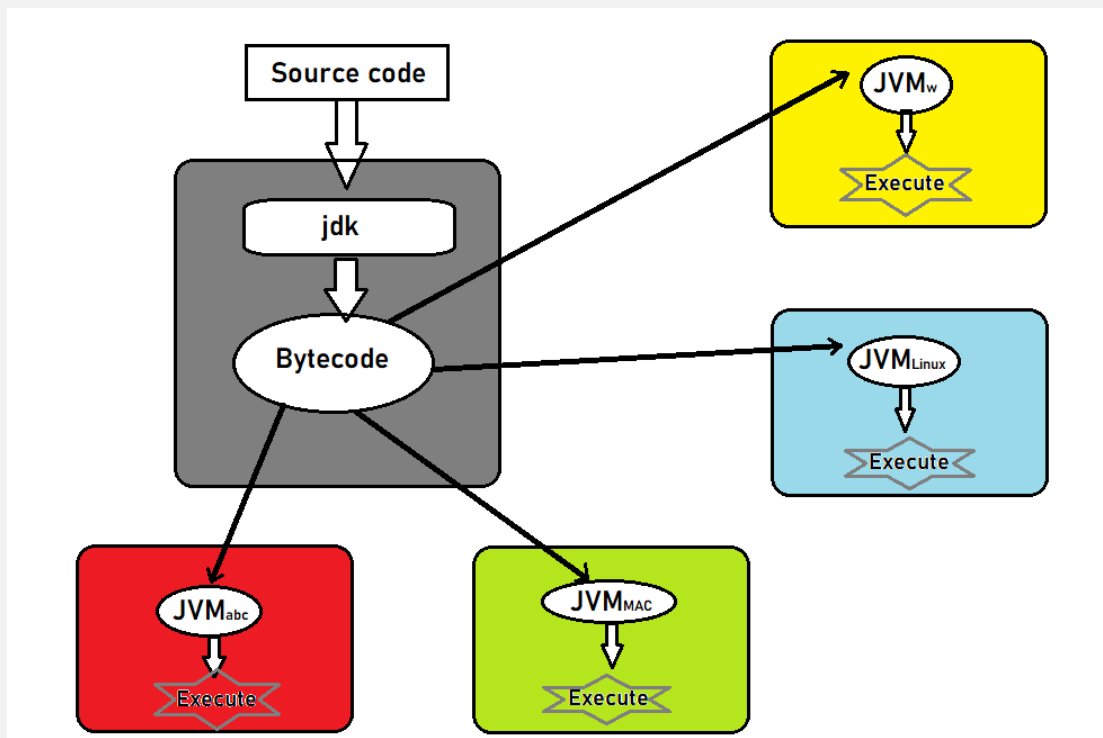 Source code
jdk
Bytecode
JVMw
Execute
JVMLinux
Execute
JVMabc
Execute
JVMMAC
Execute